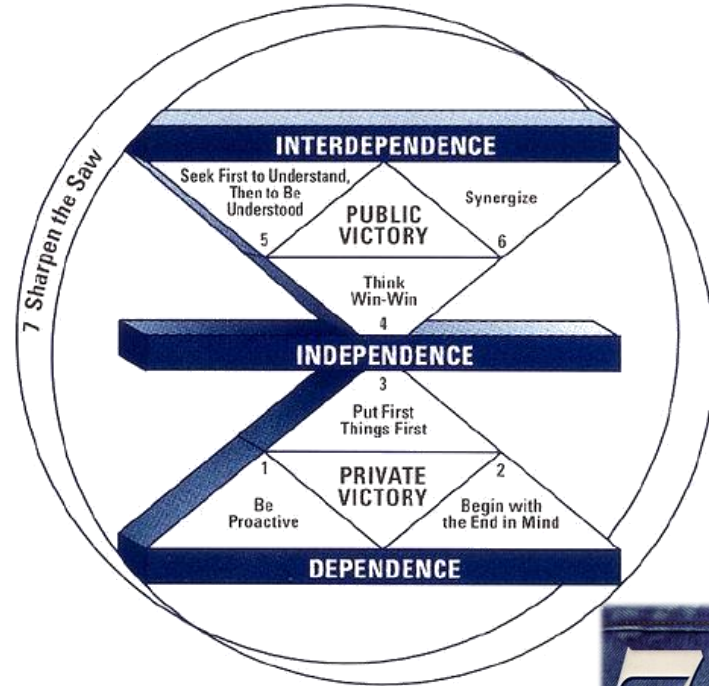 7 Sharpen the Saw
INTERDEPENDENCE
Seek First to Understand,
Then to Be
Understood
5
PUBLIC
VICTORY
Synergize
6
Think
Win-Win
4
INDEPENDENCE
3
Put First
Things First
1
Be
Proactive
PRIVATE
VICTORY
2
Begin with
the End in Mind
DEPENDENCE
7